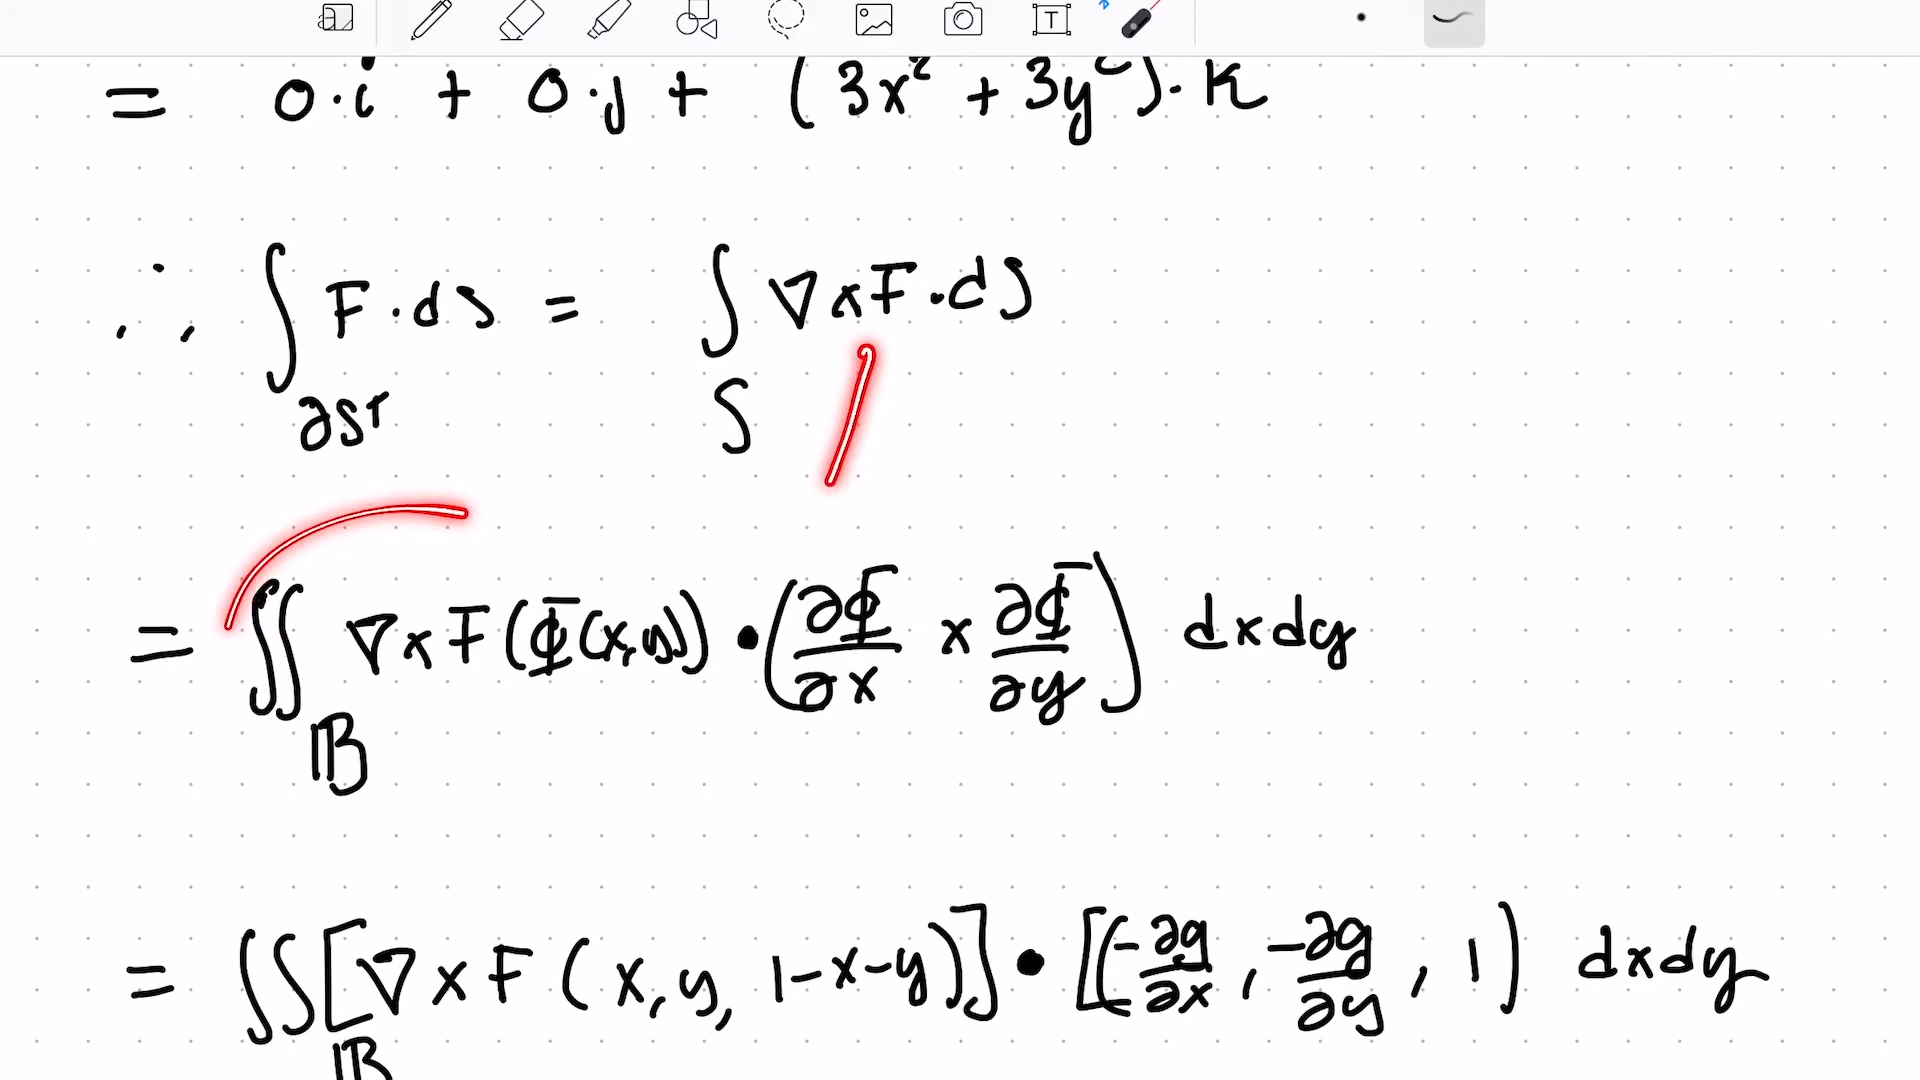 = 0·i + 0·j + (3x² + 3y²)·k
∴ ∫_{∂S⁺} F·ds = ∫_S ∇×F·dS
= ∬_𝔹 ∇×F(Φ(x,y)) • (∂Φ/∂x × ∂Φ/∂y) dxdy
= ∬_𝔹 [∇×F(x, y, 1-x-y)] • [(-∂g/∂x, -∂g/∂y, 1) dxdy